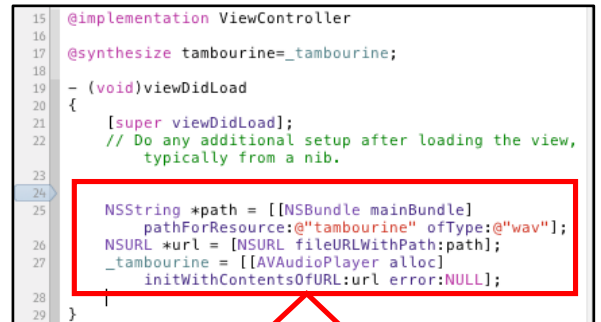 15 @implementation ViewController
16
17 @synthesize tambourine=_tambourine;
18
19 - (void)viewDidLoad
20 {
21 [super viewDidLoad];
22 // Do any additional setup after loading the view,
typically from a nib.
23
24
25 NSString *path = [[NSBundle mainBundle]
pathForResource:@"tambourine" ofType:@"wav"];
26 NSURL *url = [NSURL fileURLWithPath:path];
27 _tambourine = [[AVAudioPlayer alloc]
initWithContentsOfURL:url error:NULL];
28
29 }